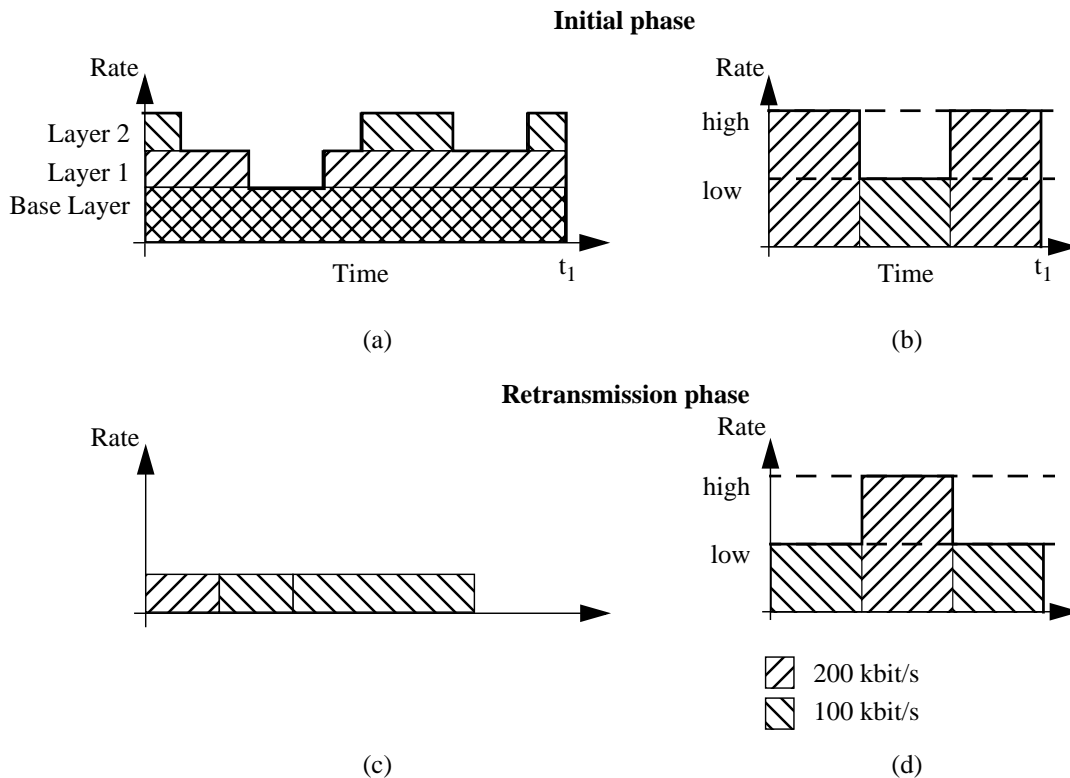 Initial phase
Rate
Layer 2
Layer 1
Base Layer
Time
t1
(a)
Rate
high
low
Time
t1
(b)
Retransmission phase
Rate
(c)
Rate
high
low
200 kbit/s
100 kbit/s
(d)